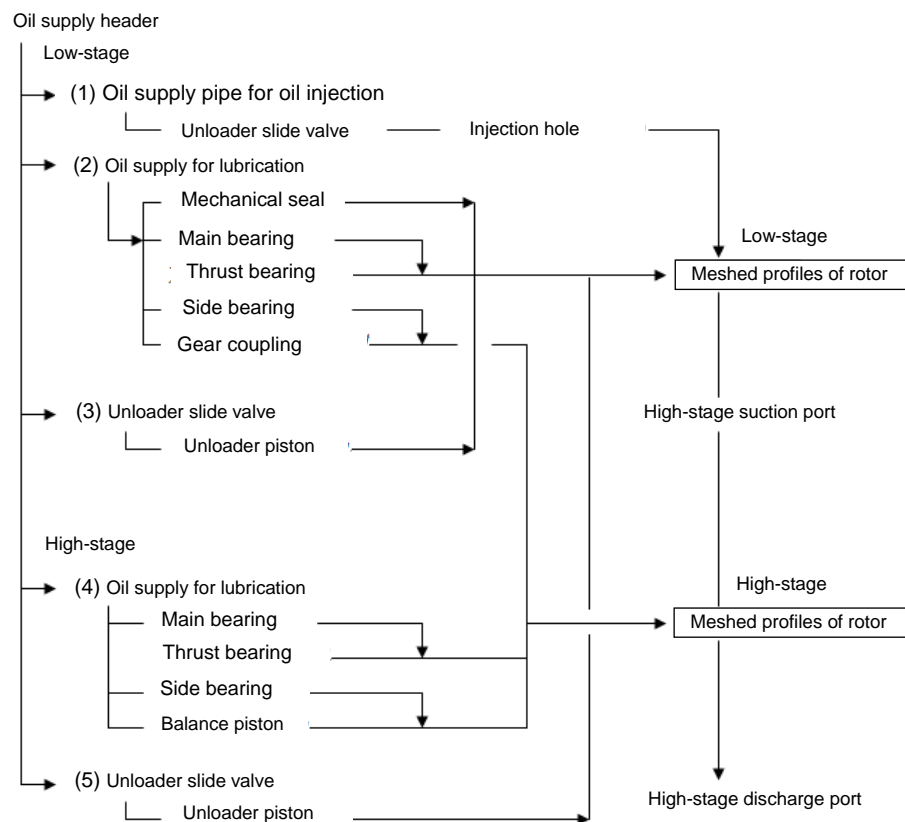 Oil supply header
Low-stage
(1) Oil supply pipe for oil injection
Unloader slide valve Injection hole
(2) Oil supply for lubrication
Mechanical seal
Main bearing
Low-stage
Thrust bearing
Meshed profiles of rotor
Side bearing
Gear coupling
(3) Unloader slide valve
High-stage suction port
Unloader piston
High-stage
(4) Oil supply for lubrication
High-stage
Main bearing
Meshed profiles of rotor
Thrust bearing
Side bearing
Balance piston
(5) Unloader slide valve
High-stage discharge port
Unloader piston